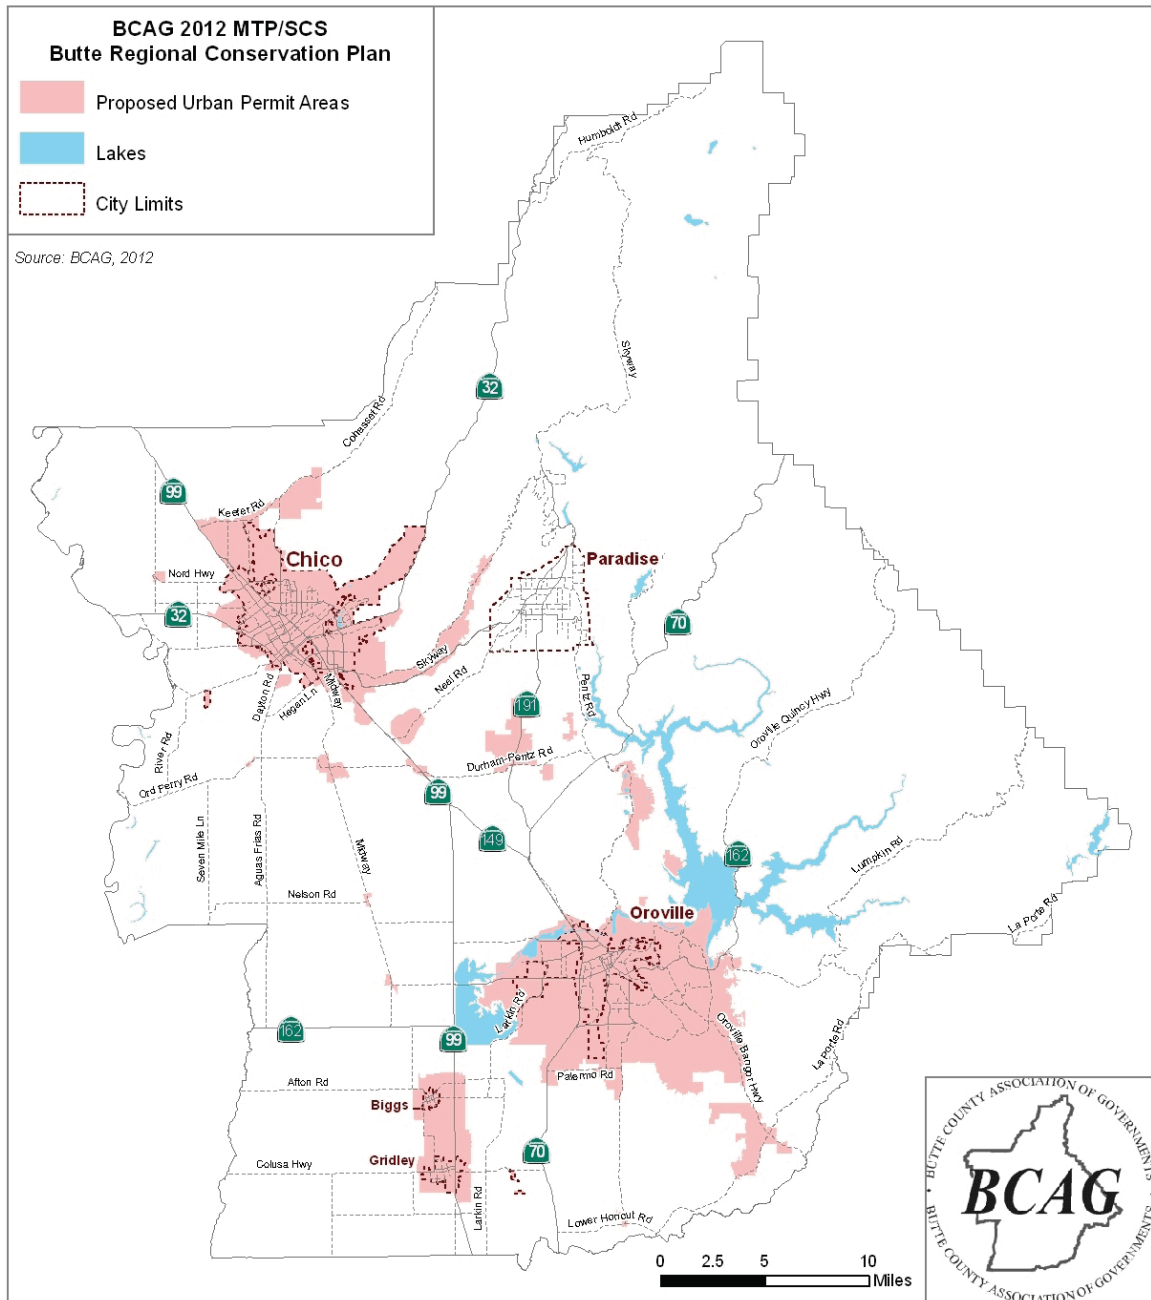 BCAG 2012 MTP/SCS
Butte Regional Conservation Plan
Proposed Urban Permit Areas
Lakes
City Limits
Source: BCAG, 2012
Humboldt Rd
Skyway
32
Cohasset Rd
99
Keefer Rd
Chico
Paradise
Nord Hwy
32
70
Skyway
Neal Rd
Pentz Rd
Dayton Rd
Hegan Ln
Midway
191
Oroville Quincy Hwy
River Rd
Durham-Pentz Rd
Ord Ferry Rd
99
149
162
Seven Mile Ln
Aguas Frias Rd
Midway
Lumpkin Rd
Nelson Rd
Oroville
La Porte Rd
Larkin Rd
162
99
Oroville Bangor Hwy
La Porte Rd
Afton Rd
Palermo Rd
Biggs
Gridley
Colusa Hwy
70
Larkin Rd
Lower Honcut Rd
0 2.5 5 10
Miles
BUTTE COUNTY ASSOCIATION OF GOVERNMENTS
BCAG
BUTTE COUNTY ASSOCIATION OF GOVERNMENTS